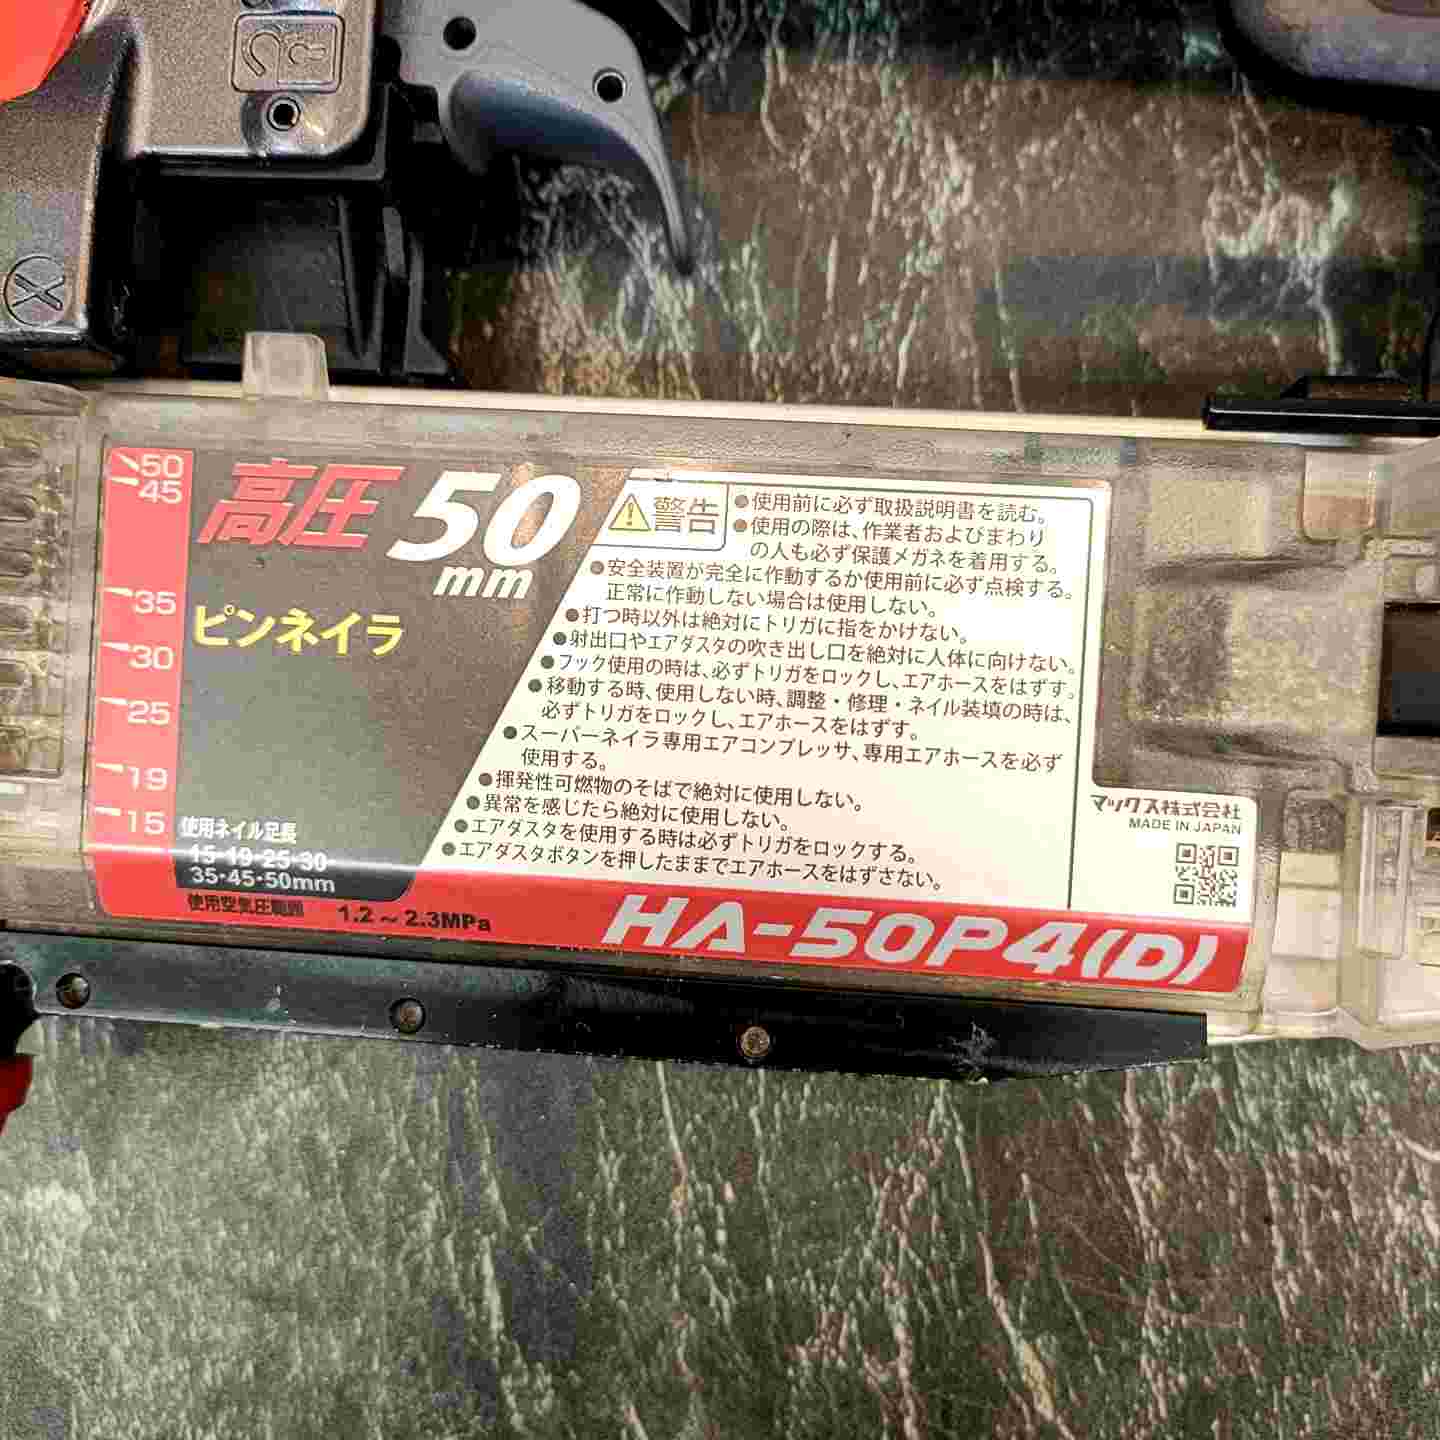 50
45
35
30
25
19
15
高圧 50
mm
ピンネイラ
使用ネイル足長
15・19・25・30
35・45・50mm
使用空気圧範囲 1.2～2.3MPa
警告
●使用前に必ず取扱説明書を読む。
●使用の際は、作業者およびまわり
の人も必ず保護メガネを着用する。
●安全装置が完全に作動するか使用前に必ず点検する。
正常に作動しない場合は使用しない。
●打つ時以外は絶対にトリガに指をかけない。
●射出口やエアダスタの吹き出し口を絶対に人体に向けない。
●フック使用の時は、必ずトリガをロックし、エアホースをはずす。
●移動する時、使用しない時、調整・修理・ネイル装填の時は、
必ずトリガをロックし、エアホースをはずす。
●スーパーネイラ専用エアコンプレッサ、専用エアホースを必ず
使用する。
●揮発性可燃物のそばで絶対に使用しない。
●異常を感じたら絶対に使用しない。
●エアダスタを使用する時は必ずトリガをロックする。
●エアダスタボタンを押したままでエアホースをはずさない。
マックス株式会社
MADE IN JAPAN
HA-50P4(D)